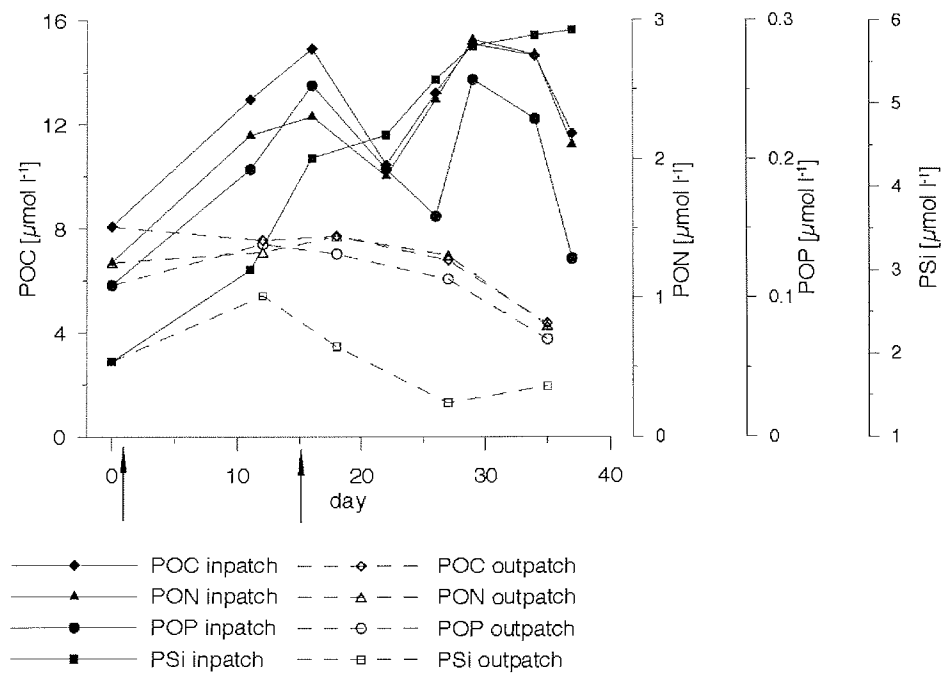 16
12
8
4
0
POC [µmol l⁻¹]
0
10
20
30
40
day
3
2
1
0
PON [µmol l⁻¹]
0.3
0.2
0.1
0
POP [µmol l⁻¹]
6
5
4
3
2
1
PSi [µmol l⁻¹]
POC inpatch
POC outpatch
PON inpatch
PON outpatch
POP inpatch
POP outpatch
PSi inpatch
PSi outpatch